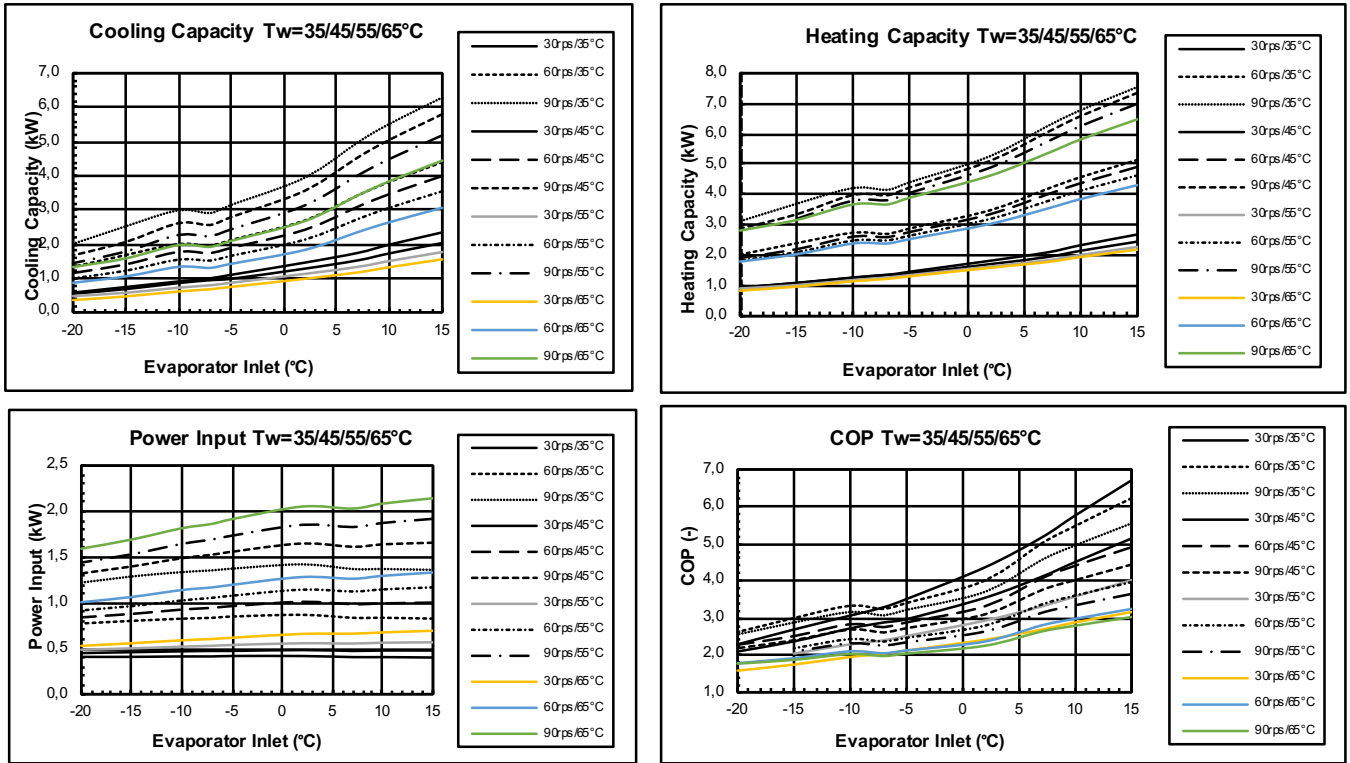 Cooling Capacity Tw=35/45/55/65°C
Cooling Capacity (kW)
7,0
6,0
5,0
4,0
3,0
2,0
1,0
0,0
-20 -15 -10 -5 0 5 10 15
Evaporator Inlet (°C)
30rps/35°C
60rps/35°C
90rps/35°C
30rps/45°C
60rps/45°C
90rps/45°C
30rps/55°C
60rps/55°C
90rps/55°C
30rps/65°C
60rps/65°C
90rps/65°C
Heating Capacity Tw=35/45/55/65°C
Heating Capacity (kW)
8,0
7,0
6,0
5,0
4,0
3,0
2,0
1,0
0,0
-20 -15 -10 -5 0 5 10 15
Evaporator Inlet (°C)
30rps/35°C
60rps/35°C
90rps/35°C
30rps/45°C
60rps/45°C
90rps/45°C
30rps/55°C
60rps/55°C
90rps/55°C
30rps/65°C
60rps/65°C
90rps/65°C
Power Input Tw=35/45/55/65°C
Power Input (kW)
2,5
2,0
1,5
1,0
0,5
0,0
-20 -15 -10 -5 0 5 10 15
Evaporator Inlet (°C)
30rps/35°C
60rps/35°C
90rps/35°C
30rps/45°C
60rps/45°C
90rps/45°C
30rps/55°C
60rps/55°C
90rps/55°C
30rps/65°C
60rps/65°C
90rps/65°C
COP Tw=35/45/55/65°C
COP (-)
7,0
6,0
5,0
4,0
3,0
2,0
1,0
-20 -15 -10 -5 0 5 10 15
Evaporator Inlet (°C)
30rps/35°C
60rps/35°C
90rps/35°C
30rps/45°C
60rps/45°C
90rps/45°C
30rps/55°C
60rps/55°C
90rps/55°C
30rps/65°C
60rps/65°C
90rps/65°C